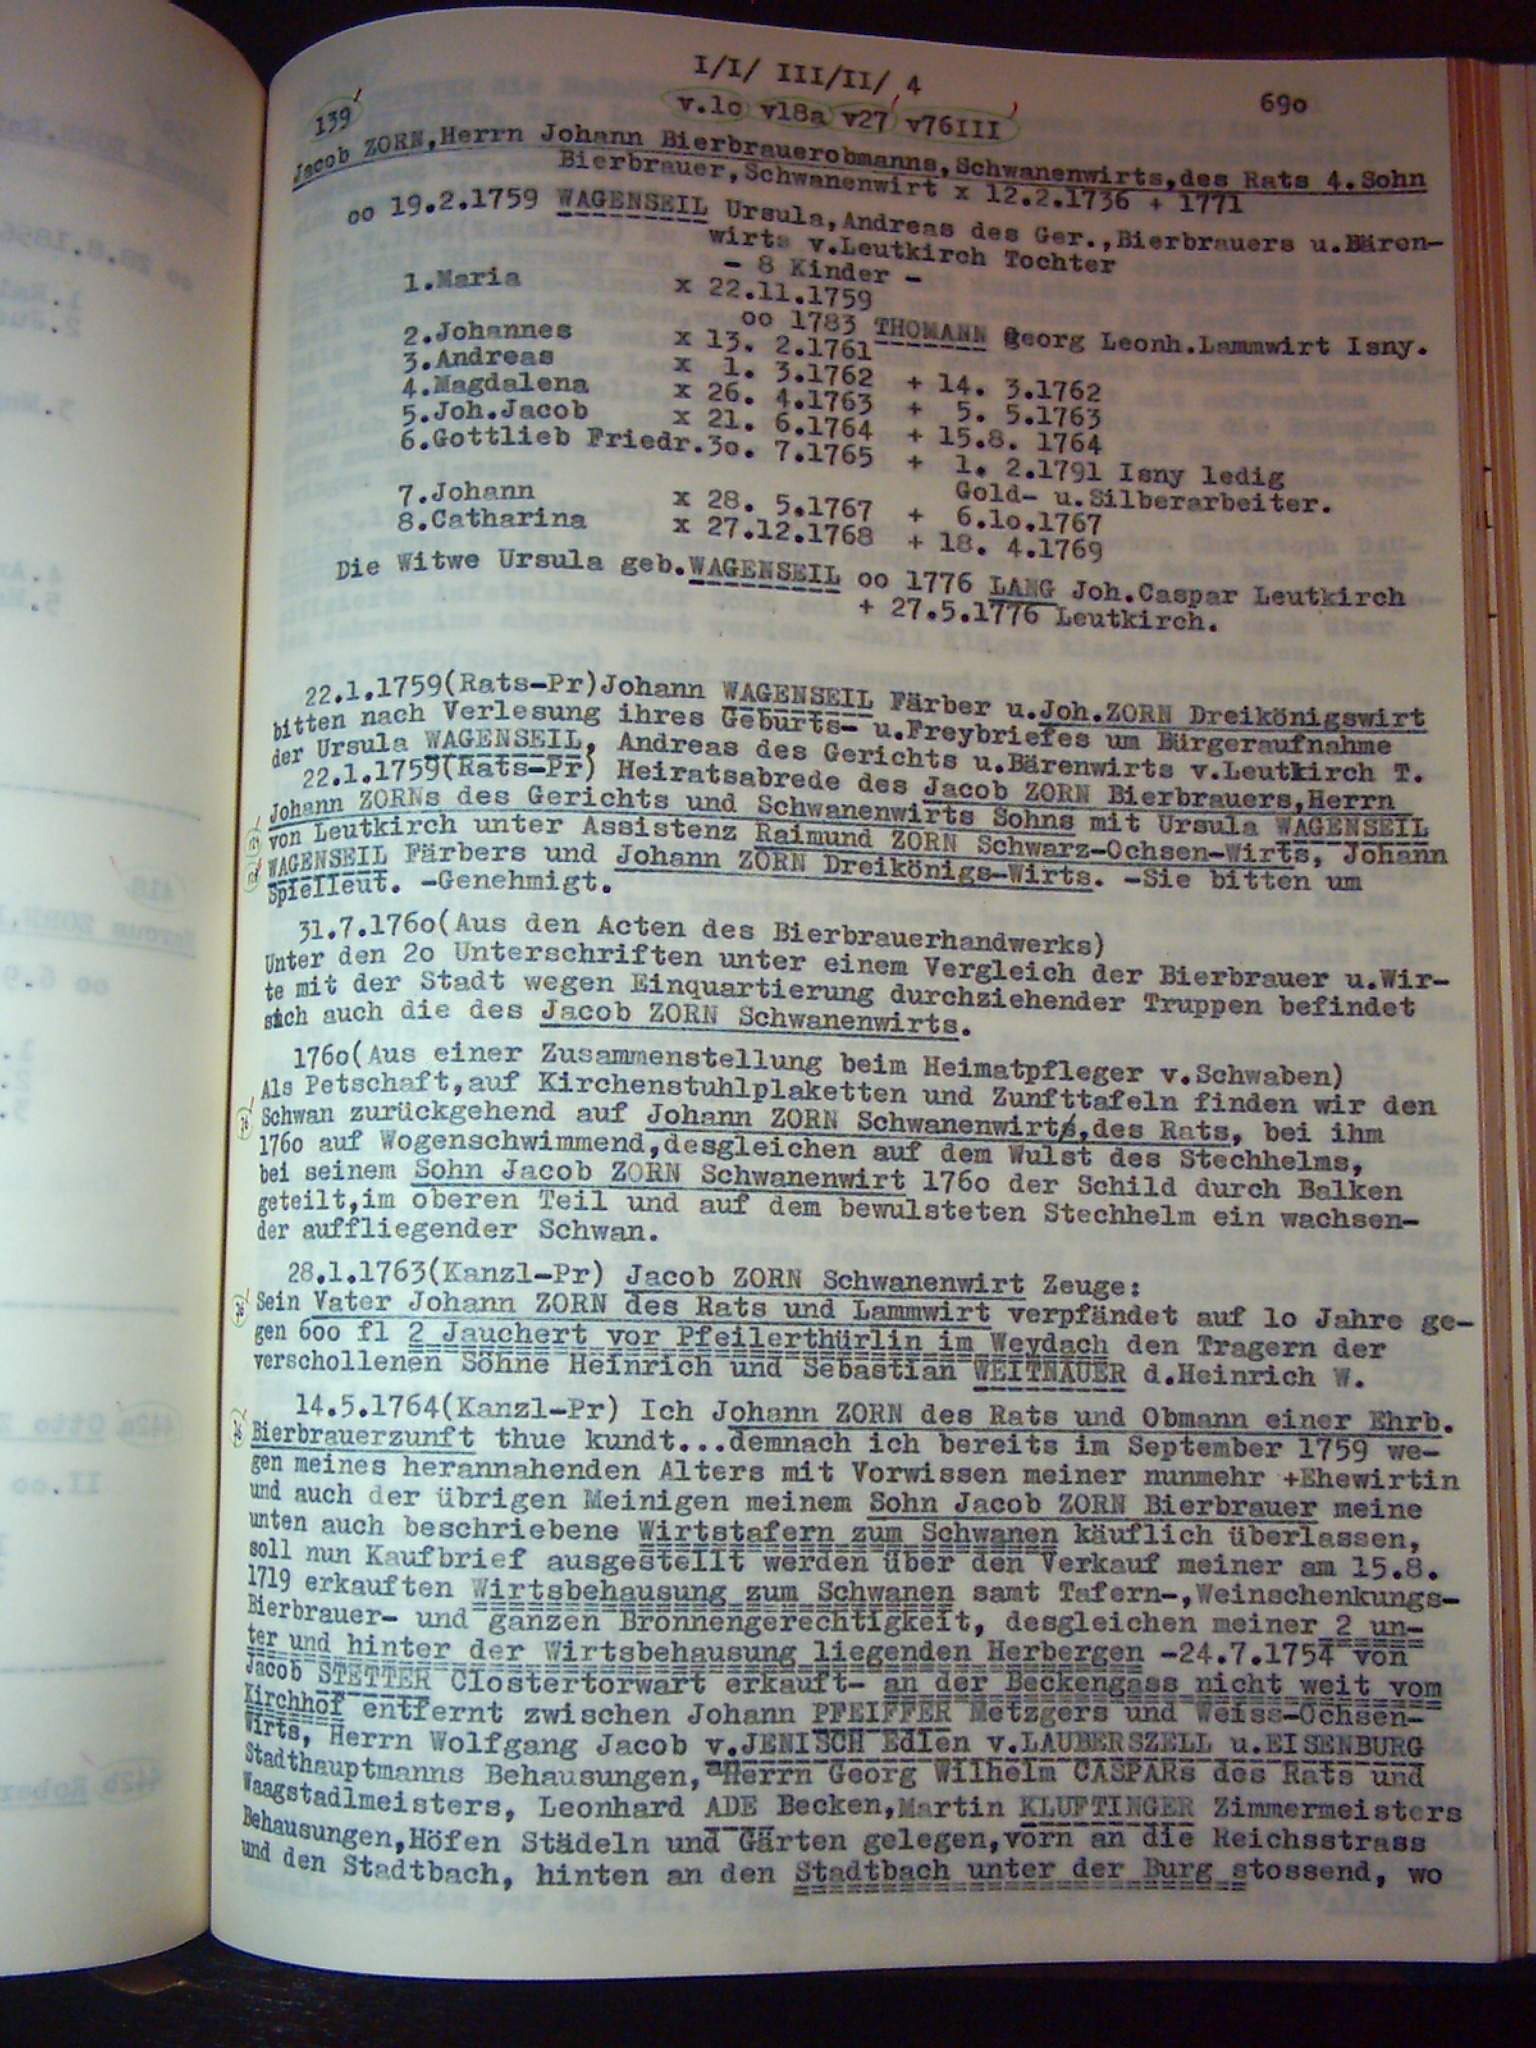 I/I/ III/II/ 4
690
139
v.1o v18a v27 v76III
Jacob ZORN,Herrn Johann Bierbrauerobmanns,Schwanenwirts,des Rats 4.Sohn
Bierbrauer,Schwanenwirt x 12.2.1736 + 1771
oo 19.2.1759 WAGENSEIL Ursula,Andreas des Ger.,Bierbrauers u.Bären-
wirts v.Leutkirch Tochter
- 8 Kinder -
1.Maria x 22.11.1759
oo 1783 THOMANN Georg Leonh.Lammwirt Isny.
2.Johannes x 13. 2.1761
3.Andreas x 1. 3.1762 + 14. 3.1762
4.Magdalena x 26. 4.1763 + 5. 5.1763
5.Joh.Jacob x 21. 6.1764 + 15.8. 1764
6.Gottlieb Friedr.3o. 7.1765 + 1. 2.1791 Isny ledig
Gold- u.Silberarbeiter.
7.Johann x 28. 5.1767 + 6.1o.1767
8.Catharina x 27.12.1768 + 18. 4.1769
Die Witwe Ursula geb.WAGENSEIL oo 1776 LANG Joh.Caspar Leutkirch
+ 27.5.1776 Leutkirch.
22.1.1759(Rats-Pr)Johann WAGENSEIL Färber u.Joh.ZORN Dreikönigswirt
bitten nach Verlesung ihres Geburts- u.Freybriefes um Bürgeraufnahme
der Ursula WAGENSEIL, Andreas des Gerichts u.Bärenwirts v.Leutkirch T.
22.1.1759(Rats-Pr) Heiratsabrede des Jacob ZORN Bierbrauers,Herrn
Johann ZORNs des Gerichts und Schwanenwirts Sohns mit Ursula WAGENSEIL
von Leutkirch unter Assistenz Raimund ZORN Schwarz-Ochsen-Wirts, Johann
WAGENSEIL Färbers und Johann ZORN Dreikönigs-Wirts. -Sie bitten um
Spielleut. -Genehmigt.
31.7.176o(Aus den Acten des Bierbrauerhandwerks)
Unter den 2o Unterschriften unter einem Vergleich der Bierbrauer u.Wir-
te mit der Stadt wegen Einquartierung durchziehender Truppen befindet
sich auch die des Jacob ZORN Schwanenwirts.
176o(Aus einer Zusammenstellung beim Heimatpfleger v.Schwaben)
Als Petschaft,auf Kirchenstuhlplaketten und Zunfttafeln finden wir den
Schwan zurückgehend auf Johann ZORN Schwanenwirts,des Rats, bei ihm
176o auf Wogenschwimmend,desgleichen auf dem Wulst des Stechhelms,
bei seinem Sohn Jacob ZORN Schwanenwirt 176o der Schild durch Balken
geteilt,im oberen Teil und auf dem bewulsteten Stechhelm ein wachsen-
der auffliegender Schwan.
28.1.1763(Kanzl-Pr) Jacob ZORN Schwanenwirt Zeuge:
Sein Vater Johann ZORN des Rats und Lammwirt verpfändet auf 1o Jahre ge-
gen 6oo fl 2 Jauchert vor Pfeilerthürlin im Weydach den Tragern der
verschollenen Söhne Heinrich und Sebastian WEITNAUER d.Heinrich W.
14.5.1764(Kanzl-Pr) Ich Johann ZORN des Rats und Obmann einer Ehrb.
Bierbrauerzunft thue kundt...demnach ich bereits im September 1759 we-
gen meines herannahenden Alters mit Vorwissen meiner nunmehr +Ehewirtin
und auch der übrigen Meinigen meinem Sohn Jacob ZORN Bierbrauer meine
unten auch beschriebene Wirtstafern zum Schwanen käuflich überlassen,
soll nun Kaufbrief ausgestellt werden über den Verkauf meiner am 15.8.
1719 erkauften Wirtsbehausung zum Schwanen samt Tafern-,Weinschenkungs-
Bierbrauer- und ganzen Bronnengerechtigkeit, desgleichen meiner 2 un-
ter und hinter der Wirtsbehausung liegenden Herbergen -24.7.1754 von
Jacob STETTER Clostertorwart erkauft- an der Beckengass nicht weit vom
Kirchhof entfernt zwischen Johann PFEIFFER Metzgers und Weiss-Ochsen-
Wirts, Herrn Wolfgang Jacob v.JENISCH Edlen v.LAUBERSZELL u.EISENBURG
Stadthauptmanns Behausungen, Herrn Georg Wilhelm CASPARs des Rats und
Waagstadlmeisters, Leonhard ADE Becken,Martin KLUFTINGER Zimmermeisters
Behausungen,Höfen Städeln und Gärten gelegen,vorn an die Reichsstrass
und den Stadtbach, hinten an den Stadtbach unter der Burg stossend, wo